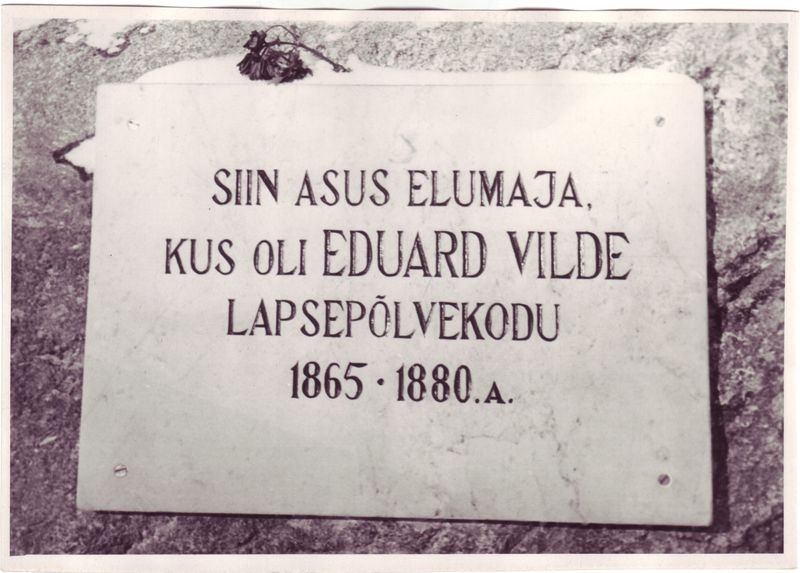 SIIN ASUS ELUMAJA,
KUS OLI EDUARD VILDE
LAPSEPÕLVEKODU
1865 · 1880. A.